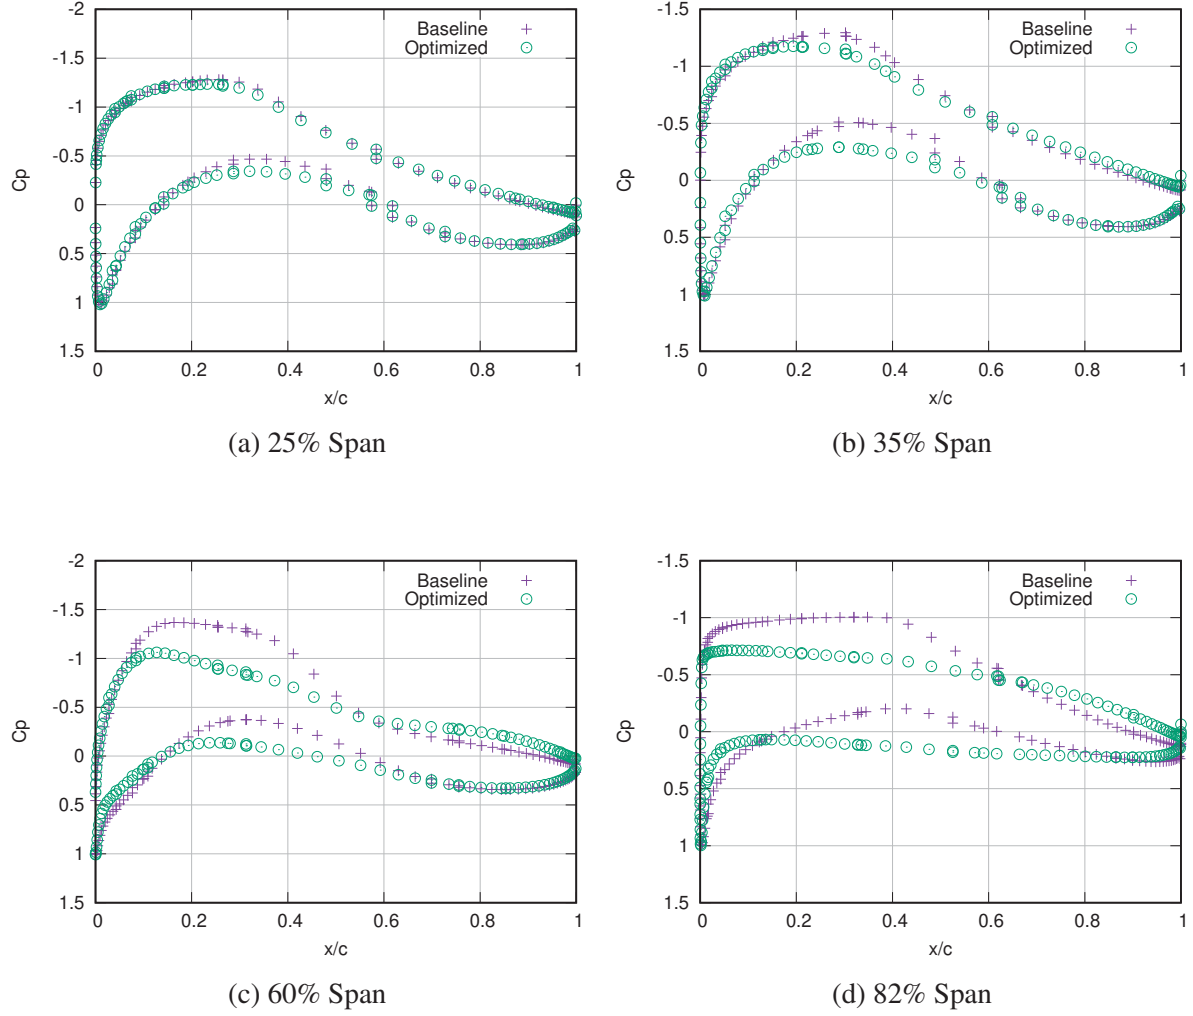 -2
-1.5
-1
-0.5
0
0.5
1
1.5
Cp
0 0.2 0.4 0.6 0.8 1
x/c
Baseline
Optimized
(a) 25% Span
-1.5
-1
-0.5
0
0.5
1
1.5
Cp
0 0.2 0.4 0.6 0.8 1
x/c
Baseline
Optimized
(b) 35% Span
-2
-1.5
-1
-0.5
0
0.5
1
1.5
Cp
0 0.2 0.4 0.6 0.8 1
x/c
Baseline
Optimized
(c) 60% Span
-1.5
-1
-0.5
0
0.5
1
1.5
Cp
0 0.2 0.4 0.6 0.8 1
x/c
Baseline
Optimized
(d) 82% Span